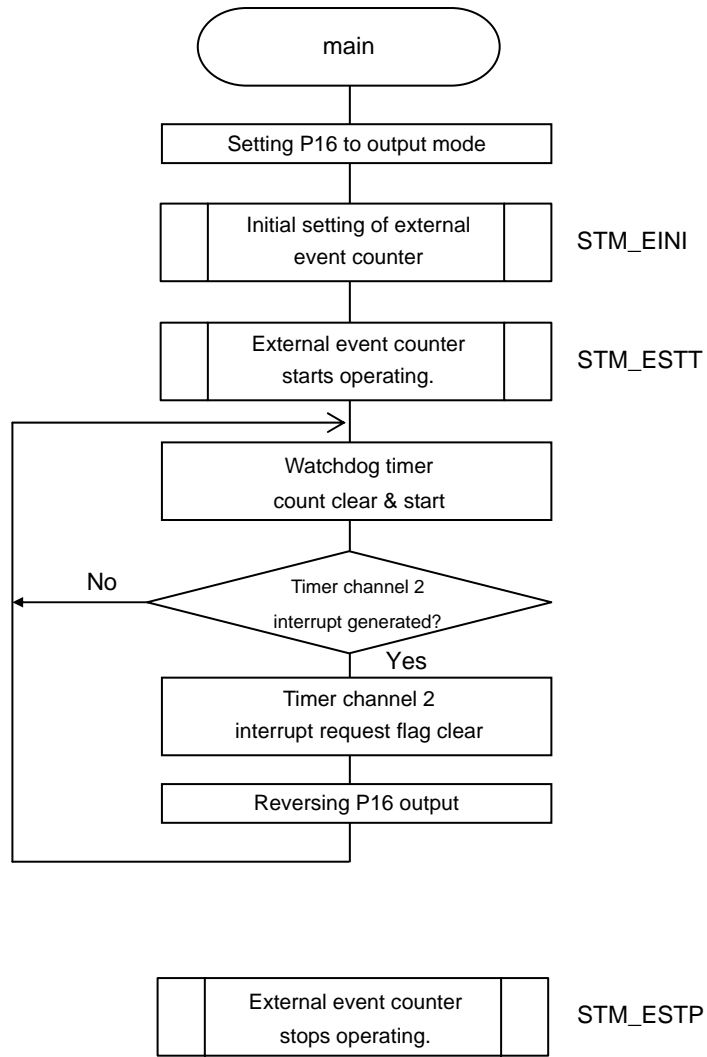 main
Setting P16 to output mode
Initial setting of external
event counter
STM_EINI
External event counter
starts operating.
STM_ESTT
Watchdog timer
count clear & start
No
Timer channel 2
interrupt generated?
Yes
Timer channel 2
interrupt request flag clear
Reversing P16 output
External event counter
stops operating.
STM_ESTP